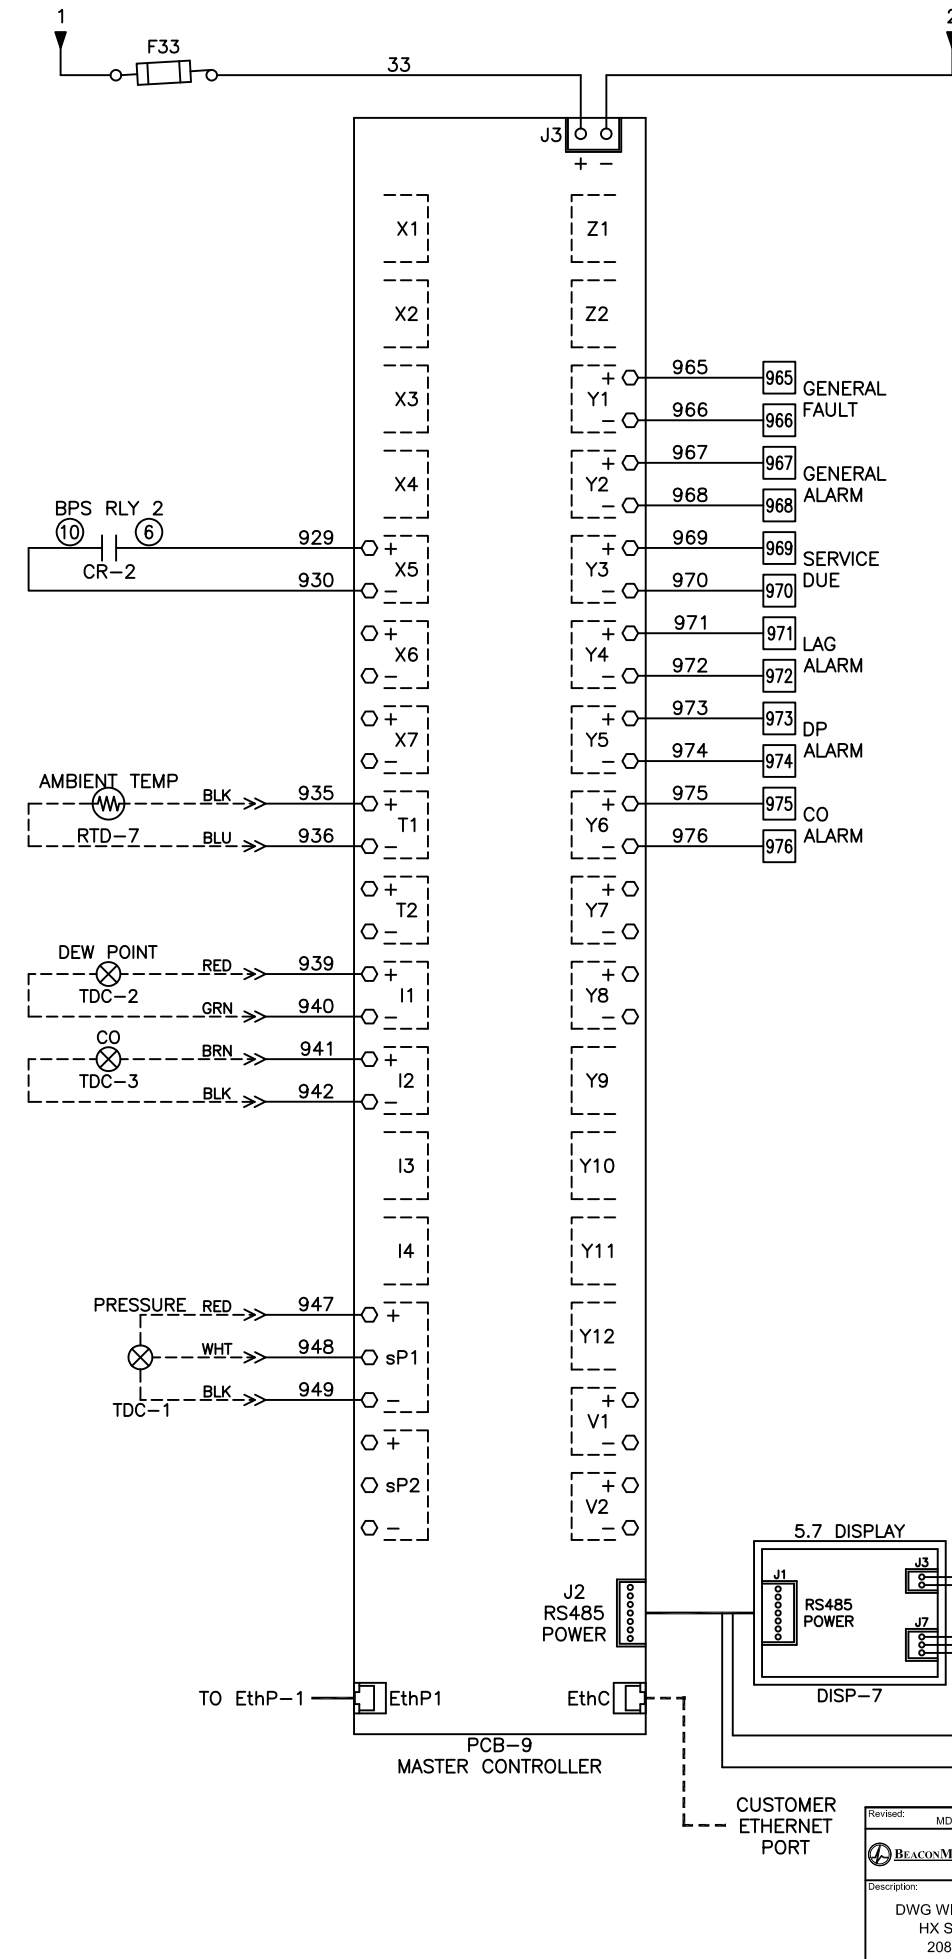 1
2
F33
33
J3
+ −
X1
Z1
X2
Z2
X3
965
+
Y1
965
GENERAL
FAULT
966
−
966
X4
967
+
Y2
967
GENERAL
ALARM
968
−
968
BPS RLY 2
10
6
CR−2
929
+
X5
930
−
969
+
Y3
969
SERVICE
DUE
970
−
970
+
X6
−
971
+
Y4
971
LAG
ALARM
972
−
972
+
X7
−
973
+
Y5
973
DP
ALARM
974
−
974
AMBIENT TEMP
BLK
935
+
T1
RTD−7
BLU
936
−
975
+
Y6
975
CO
ALARM
976
−
976
+
T2
−
+
Y7
−
DEW POINT
RED
939
+
I1
TDC−2
GRN
940
−
+
Y8
−
CO
BRN
941
+
I2
TDC−3
BLK
942
−
Y9
I3
Y10
I4
Y11
PRESSURE
RED
947
+
WHT
948
sP1
BLK
949
−
TDC−1
Y12
+
V1
−
+
sP2
−
+
V2
−
5.7 DISPLAY
J1
RS485
POWER
J3
J7
DISP−7
J2
RS485
POWER
TO EthP−1
EthP1
EthC
PCB−9
MASTER CONTROLLER
CUSTOMER
ETHERNET
PORT
Revised:
MD
BEACONM
Description:
DWG WI
HX S
208